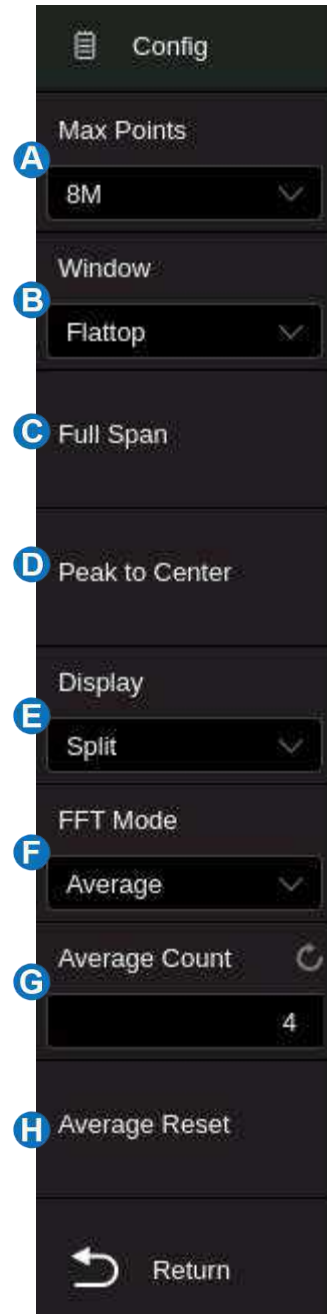 Config
Max Points
A
8M
Window
B
Flattop
C Full Span
D Peak to Center
Display
E
Split
FFT Mode
F
Average
Average Count
G
4
H Average Reset
Return